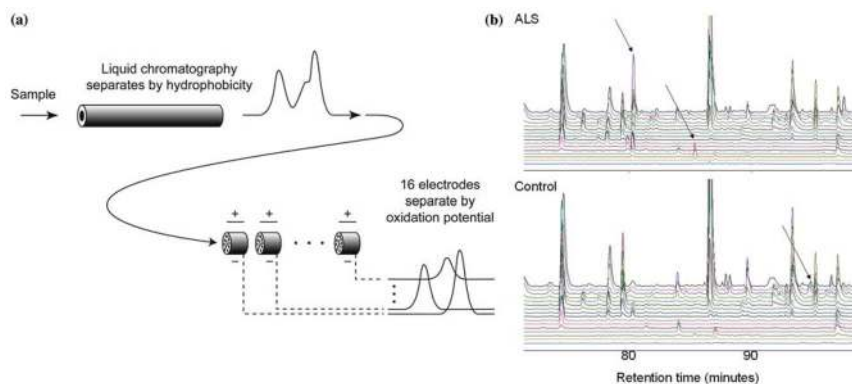 (a)
Liquid chromatography
separates by hydrophobicity
Sample
16 electrodes
separate by
oxidation potential
+ + +
− − −
(b)
ALS
Control
80 90
Retention time (minutes)